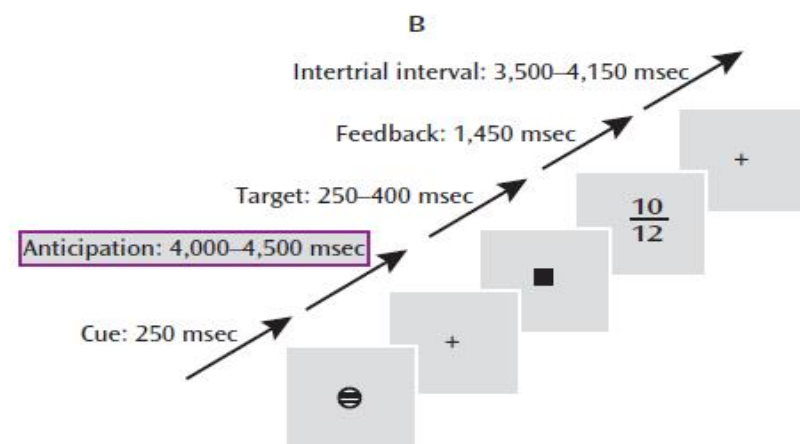 B
Intertrial interval: 3,500–4,150 msec
Feedback: 1,450 msec
+
Target: 250–400 msec
10
12
Anticipation: 4,000–4,500 msec
Cue: 250 msec
+